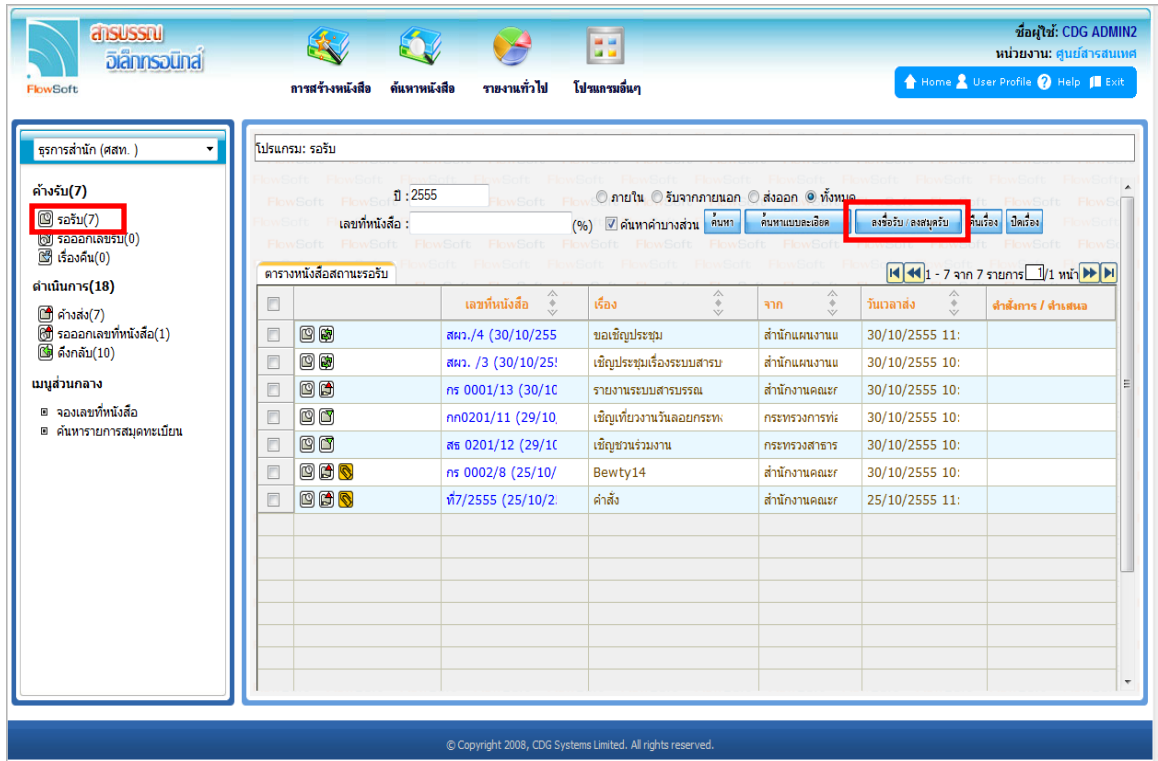 สารบรรณ
อิเล็กทรอนิกส์
FlowSoft
การสร้างหนังสือ ค้นหาหนังสือ รายงานทั่วไป โปรแกรมอื่นๆ
ชื่อผู้ใช้: CDG ADMIN2
หน่วยงาน: ศูนย์สารสนเทศ
Home User Profile Help Exit
ธุรการสำนัก (ศสท. )
ค้างรับ(7)
รอรับ(7)
รอออกเลขรับ(0)
เรื่องคืน(0)
ดำเนินการ(18)
ค้างส่ง(7)
รอออกเลขที่หนังสือ(1)
ดึงกลับ(10)
เมนูส่วนกลาง
จองเลขที่หนังสือ
ค้นหารายการสมุดทะเบียน
โปรแกรม: รอรับ
ปี : 2555 ภายใน รับจากภายนอก ส่งออก ทั้งหมด
เลขที่หนังสือ : (%) ค้นหาคำบางส่วน ค้นหา ค้นหาแบบละเอียด ลงชื่อรับ/ลงสมุดรับ คืนเรื่อง ปิดเรื่อง
ตารางหนังสือสถานะรอรับ 1 - 7 จาก 7 รายการ 1/1 หน้า
เลขที่หนังสือ เรื่อง จาก วันเวลาส่ง คำสั่งการ / คำเสนอ
สผว./4 (30/10/255 ขอเชิญประชุม สำนักแผนงานแ 30/10/2555 11:
สผว. /3 (30/10/25 เชิญประชุมเรื่องระบบสารบ สำนักแผนงานแ 30/10/2555 10:
กร 0001/13 (30/10 รายงานระบบสารบรรณ สำนักงานคณะก 30/10/2555 10:
กก0201/11 (29/10 เชิญเที่ยวงานวันลอยกระทง กระทรวงการท่อ 30/10/2555 10:
สธ 0201/12 (29/10 เชิญชวนร่วมงาน กระทรวงสาธาร 30/10/2555 10:
กร 0002/8 (25/10/ Bewty14 สำนักงานคณะก 30/10/2555 10:
ที่7/2555 (25/10/2 คำสั่ง สำนักงานคณะก 25/10/2555 11:
© Copyright 2008, CDG Systems Limited. All rights reserved.